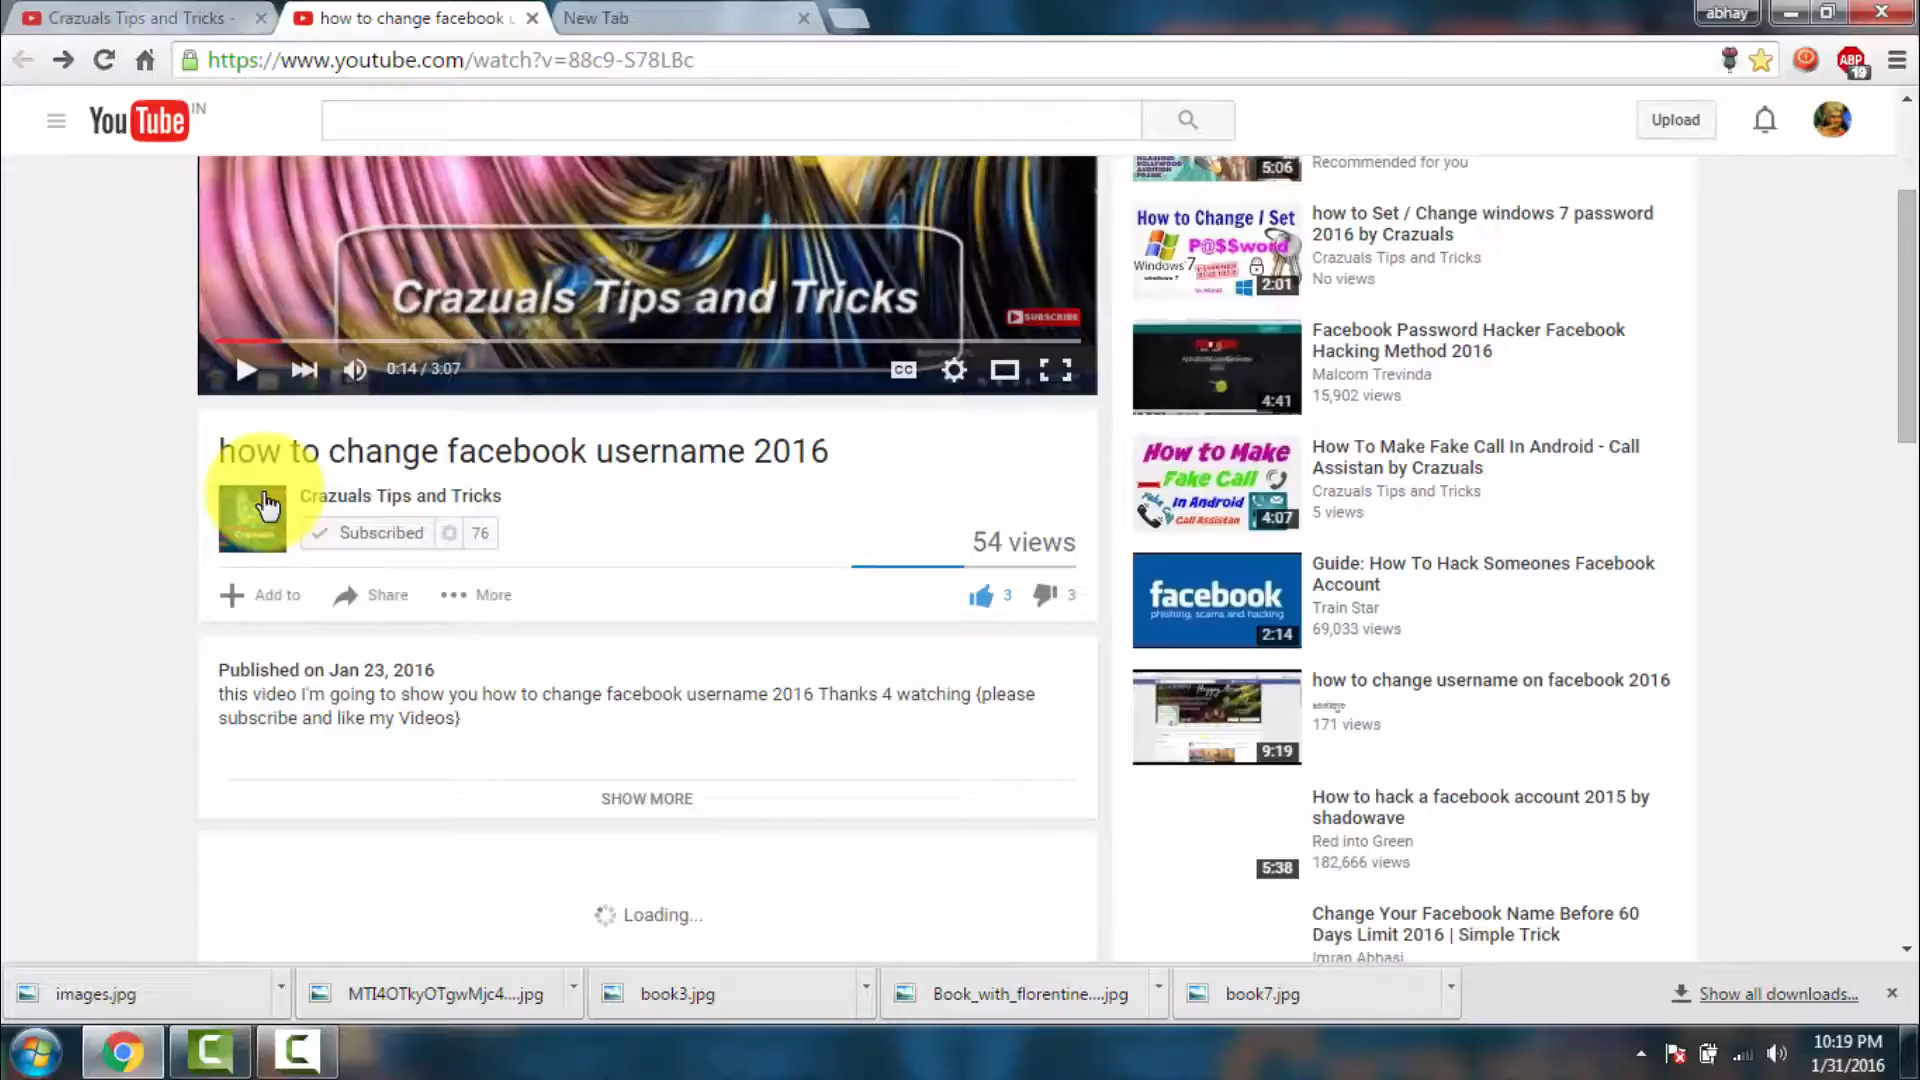 Crazuals Tips and Tricks -
how to change facebook u
New Tab
abhay
https://www.youtube.com/watch?v=88c9-S78LBc
ABP
19
YouTube IN
Upload
Crazuals Tips and Tricks
SUBSCRIBE
0:14 / 3:07
CC
how to change facebook username 2016
Crazuals Tips and Tricks
Subscribed
76
54 views
Add to
Share
More
3
3
Published on Jan 23, 2016
this video I'm going to show you how to change facebook username 2016 Thanks 4 watching {please
subscribe and like my Videos}
SHOW MORE
Loading...
5:06
Recommended for you
How to Change / Set
P@$$word
Windows 7
windows 7
2:01
how to Set / Change windows 7 password
2016 by Crazuals
Crazuals Tips and Tricks
No views
4:41
Facebook Password Hacker Facebook
Hacking Method 2016
Malcom Trevinda
15,902 views
How to Make
Fake Call
In Android -
Call Assistan
4:07
How To Make Fake Call In Android - Call
Assistan by Crazuals
Crazuals Tips and Tricks
5 views
facebook
phishing, scams and hacking
2:14
Guide: How To Hack Someones Facebook
Account
Train Star
69,033 views
9:19
how to change username on facebook 2016
171 views
5:38
How to hack a facebook account 2015 by
shadowave
Red into Green
182,666 views
Change Your Facebook Name Before 60
Days Limit 2016 | Simple Trick
Imran Abbasi
images.jpg
MTI4OTkyOTgwMjc4....jpg
book3.jpg
Book_with_florentine....jpg
book7.jpg
Show all downloads...
10:19 PM
1/31/2016